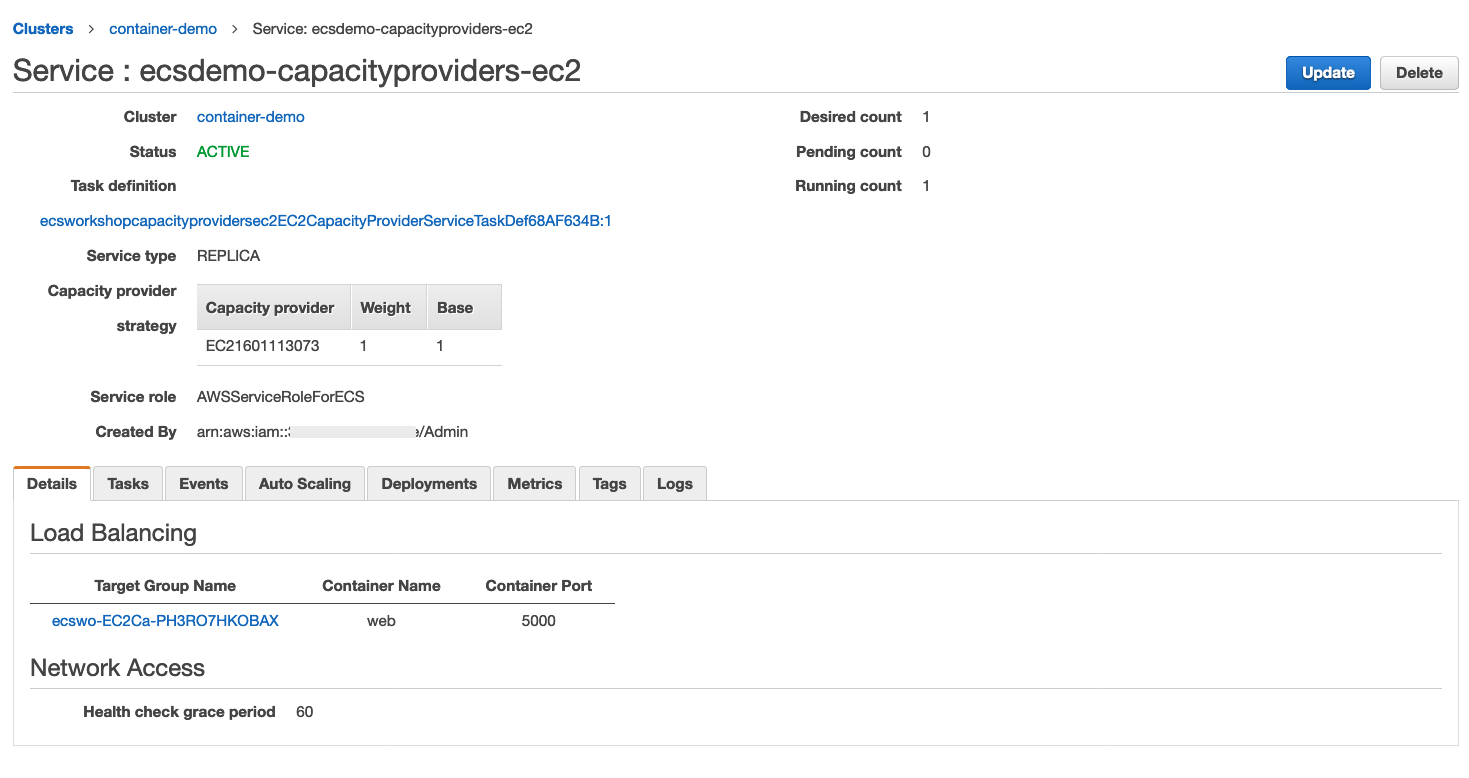 Clusters > container-demo > Service: ecsdemo-capacityproviders-ec2
Service : ecsdemo-capacityproviders-ec2
Update Delete
Cluster container-demo
Desired count 1
Status ACTIVE
Pending count 0
Task definition
Running count 1
ecsworkshopcapacityprovidersec2EC2CapacityProviderServiceTaskDef68AF634B:1
Service type REPLICA
Capacity provider
strategy
Capacity provider Weight Base
EC21601113073 1 1
Service role AWSServiceRoleForECS
Created By arn:aws:iam:: /Admin
Details Tasks Events Auto Scaling Deployments Metrics Tags Logs
Load Balancing
Target Group Name Container Name Container Port
ecswo-EC2Ca-PH3RO7HKOBAX web 5000
Network Access
Health check grace period 60